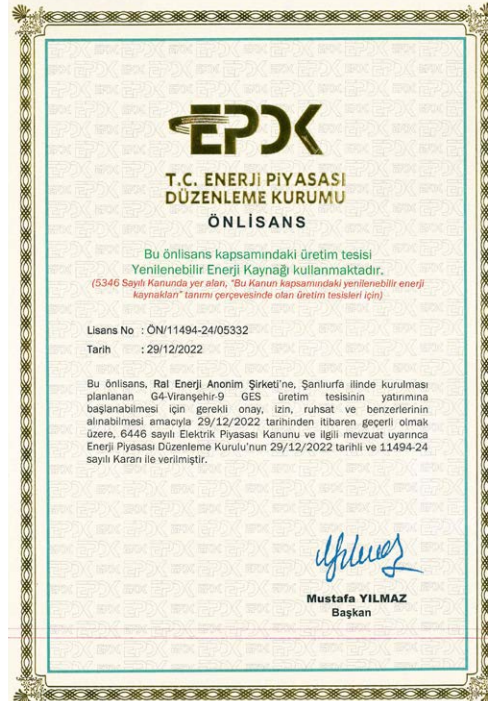 EPDK
T.C. ENERJİ PİYASASI
DÜZENLEME KURUMU
ÖNLİSANS
Bu önlisans kapsamındaki üretim tesisi
Yenilenebilir Enerji Kaynağı kullanmaktadır.
(5346 Sayılı Kanunda yer alan, "Bu Kanun kapsamındaki yenilenebilir enerji
kaynakları" tanımı çerçevesinde olan üretim tesisleri için)
Lisans No : ÖN/11494-24/05332
Tarih : 29/12/2022
Bu önlisans, Ral Enerji Anonim Şirketi'ne, Şanlıurfa ilinde kurulması
planlanan G4-Viranşehir-9 GES üretim tesisinin yatırımına
başlanabilmesi için gerekli onay, izin, ruhsat ve benzerlerinin
alınabilmesi amacıyla 29/12/2022 tarihinden itibaren geçerli olmak
üzere, 6446 sayılı Elektrik Piyasası Kanunu ve ilgili mevzuat uyarınca
Enerji Piyasası Düzenleme Kurulu'nun 29/12/2022 tarihli ve 11494-24
sayılı Kararı ile verilmiştir.
Mustafa YILMAZ
Başkan